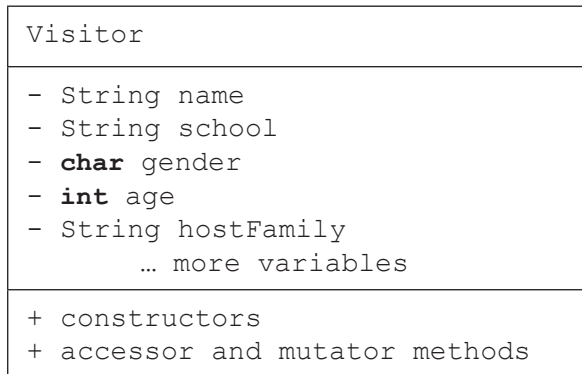 Visitor
- String name
- String school
- char gender
- int age
- String hostFamily
… more variables
+ constructors
+ accessor and mutator methods